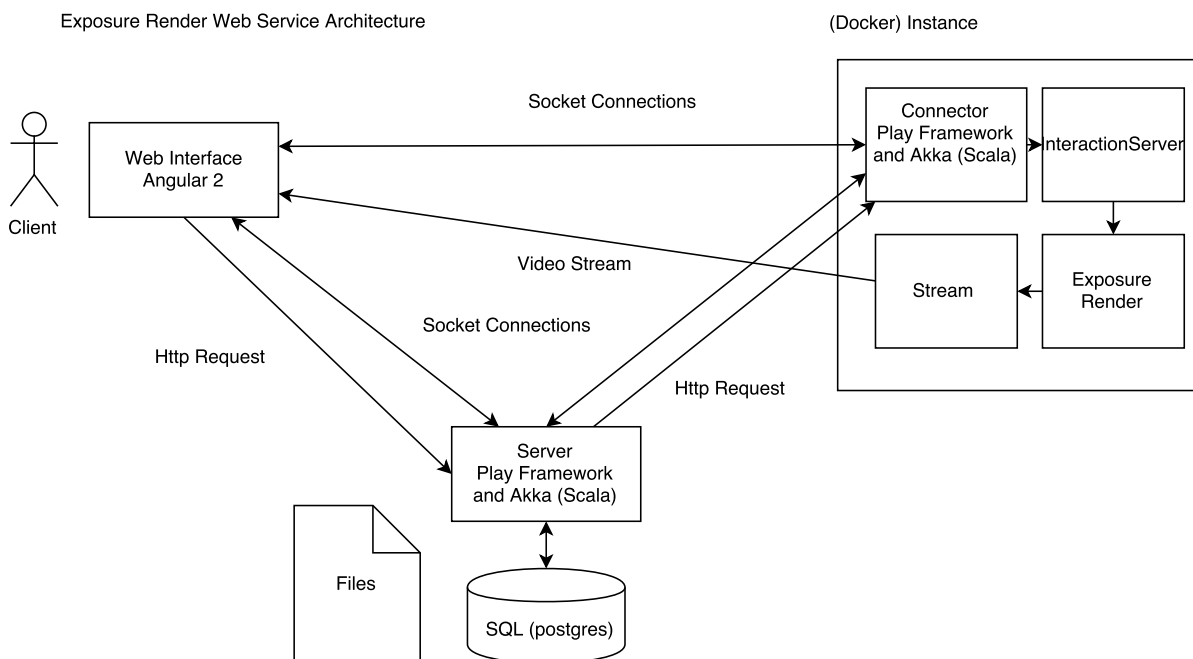 Exposure Render Web Service Architecture
(Docker) Instance
Socket Connections
Connector
Play Framework
and Akka (Scala)
InteractionServer
Web Interface
Angular 2
Client
Video Stream
Stream
Exposure
Render
Socket Connections
Http Request
Http Request
Server
Play Framework
and Akka (Scala)
Files
SQL (postgres)